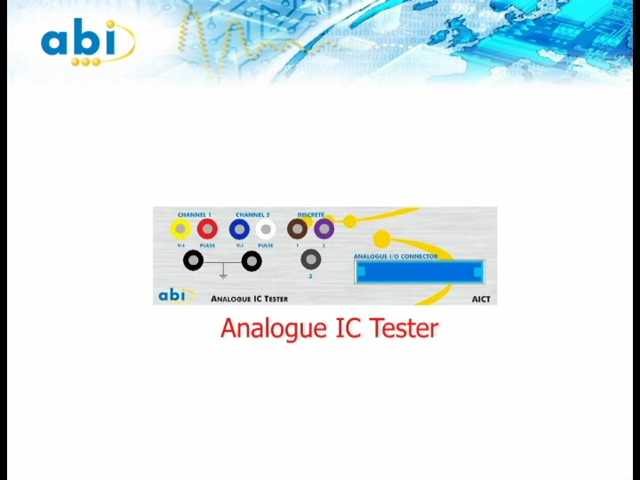 abi
CHANNEL 1 CHANNEL 2 DISCRETE
V-I PULSE V-I PULSE 1 2
ANALOGUE I/O CONNECTOR
3
abi ANALOGUE IC TESTER AICT
Analogue IC Tester